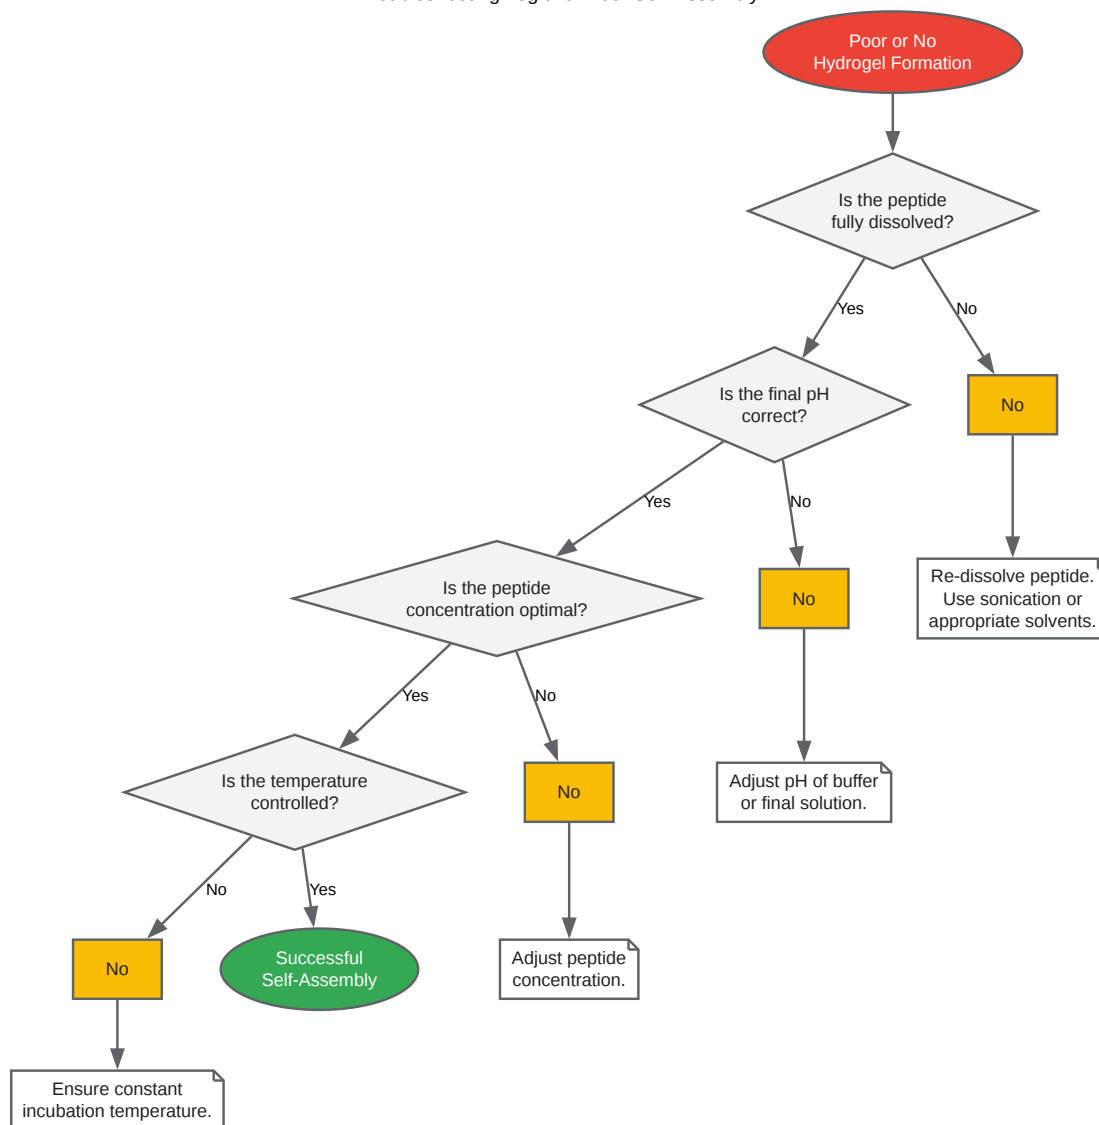 Poor or No
Hydrogel Formation
Is the peptide
fully dissolved?
Yes
No
Is the final pH
correct?
No
Yes
No
Re-dissolve peptide.
Use sonication or
appropriate solvents.
Is the peptide
concentration optimal?
No
Yes
No
Adjust pH of buffer
or final solution.
Is the temperature
controlled?
No
No
Yes
Adjust peptide
concentration.
No
Successful
Self-Assembly
Ensure constant
incubation temperature.